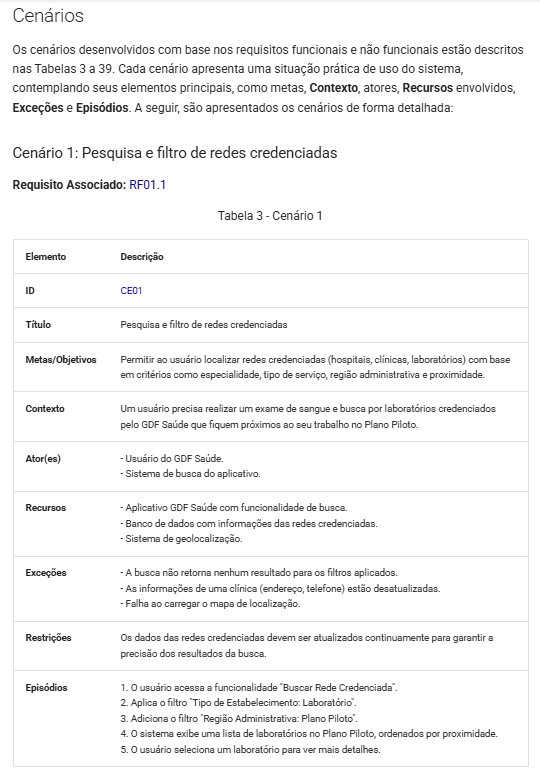 Cenários
Os cenários desenvolvidos com base nos requisitos funcionais e não funcionais estão descritos
nas Tabelas 3 a 39. Cada cenário apresenta uma situação prática de uso do sistema,
contemplando seus elementos principais, como metas, Contexto, atores, Recursos envolvidos,
Exceções e Episódios. A seguir, são apresentados os cenários de forma detalhada:
Cenário 1: Pesquisa e filtro de redes credenciadas
Requisito Associado: RF01.1
Tabela 3 - Cenário 1
Elemento Descrição
ID CE01
Título Pesquisa e filtro de redes credenciadas
Metas/Objetivos Permitir ao usuário localizar redes credenciadas (hospitais, clínicas, laboratórios) com base
em critérios como especialidade, tipo de serviço, região administrativa e proximidade.
Contexto Um usuário precisa realizar um exame de sangue e busca por laboratórios credenciados
pelo GDF Saúde que fiquem próximos ao seu trabalho no Plano Piloto.
Ator(es) - Usuário do GDF Saúde.
- Sistema de busca do aplicativo.
Recursos - Aplicativo GDF Saúde com funcionalidade de busca.
- Banco de dados com informações das redes credenciadas.
- Sistema de geolocalização.
Exceções - A busca não retorna nenhum resultado para os filtros aplicados.
- As informações de uma clínica (endereço, telefone) estão desatualizadas.
- Falha ao carregar o mapa de localização.
Restrições Os dados das redes credenciadas devem ser atualizados continuamente para garantir a
precisão dos resultados da busca.
Episódios 1. O usuário acessa a funcionalidade "Buscar Rede Credenciada".
2. Aplica o filtro "Tipo de Estabelecimento: Laboratório".
3. Adiciona o filtro "Região Administrativa: Plano Piloto".
4. O sistema exibe uma lista de laboratórios no Plano Piloto, ordenados por proximidade.
5. O usuário seleciona um laboratório para ver mais detalhes.